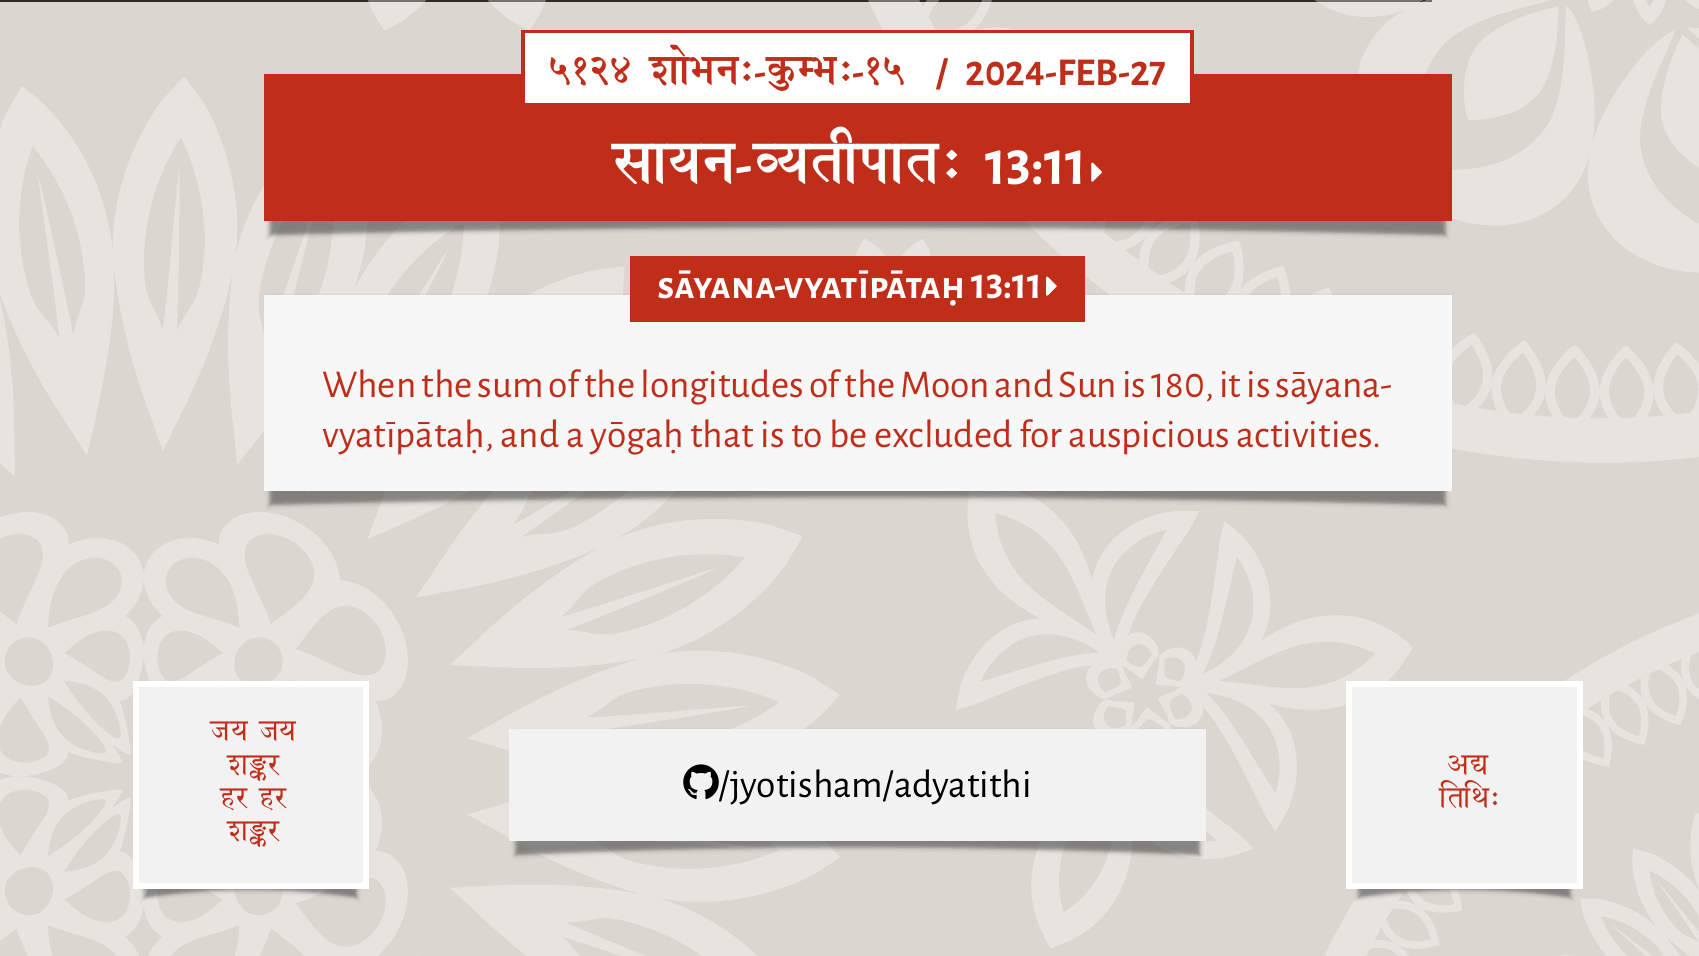 ५१२४ शोभनः-कुम्भः-१५ / 2024-FEB-27
सायन-व्यतीपातः 13:11▸
SĀYANA-VYATĪPĀTAḤ 13:11▸
When the sum of the longitudes of the Moon and Sun is 180, it is sāyana-
vyatīpātaḥ, and a yōgaḥ that is to be excluded for auspicious activities.
जय जय
शङ्कर
हर हर
शङ्कर
/jyotisham/adyatithi
अद्य
तिथिः